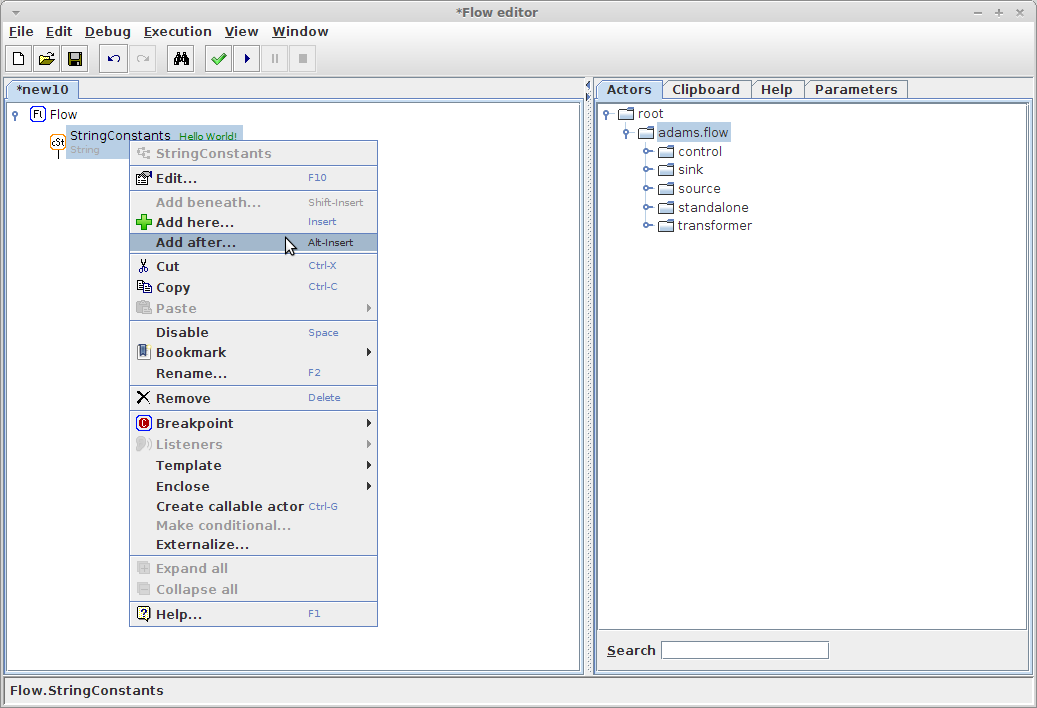 *Flow editor
File Edit Debug Execution View Window
*new10
Flow
StringConstants Hello World!
String
StringConstants
Edit... F10
Add beneath... Shift-Insert
Add here... Insert
Add after... Alt-Insert
Cut Ctrl-X
Copy Ctrl-C
Paste
Disable Space
Bookmark
Rename... F2
Remove Delete
Breakpoint
Listeners
Template
Enclose
Create callable actor Ctrl-G
Make conditional...
Externalize...
Expand all
Collapse all
Help... F1
Actors Clipboard Help Parameters
root
adams.flow
control
sink
source
standalone
transformer
Search
Flow.StringConstants